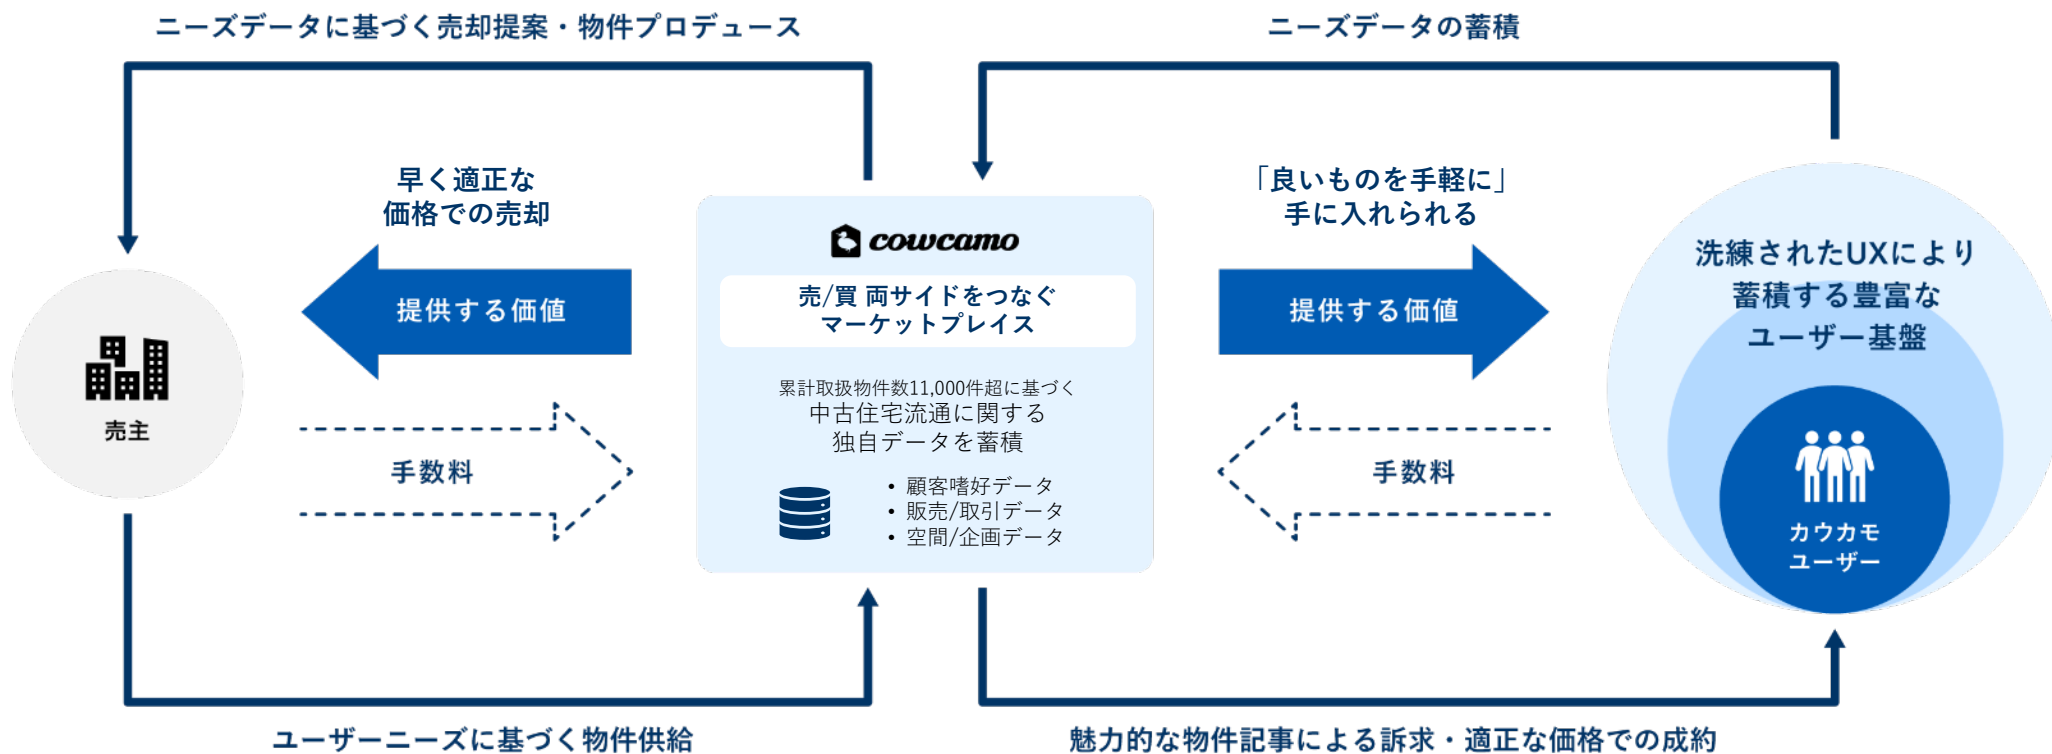 ニーズデータに基づく売却提案・物件プロデュース
ニーズデータの蓄積
早く適正な
価格での売却
提供する価値
手数料
売主
cowcamo
売/買 両サイドをつなぐ
マーケットプレイス
累計取扱物件数11,000件超に基づく
中古住宅流通に関する
独自データを蓄積
• 顧客嗜好データ
• 販売/取引データ
• 空間/企画データ
「良いものを手軽に」
手に入れられる
提供する価値
手数料
洗練されたUXにより
蓄積する豊富な
ユーザー基盤
カウカモ
ユーザー
ユーザーニーズに基づく物件供給
魅力的な物件記事による訴求・適正な価格での成約